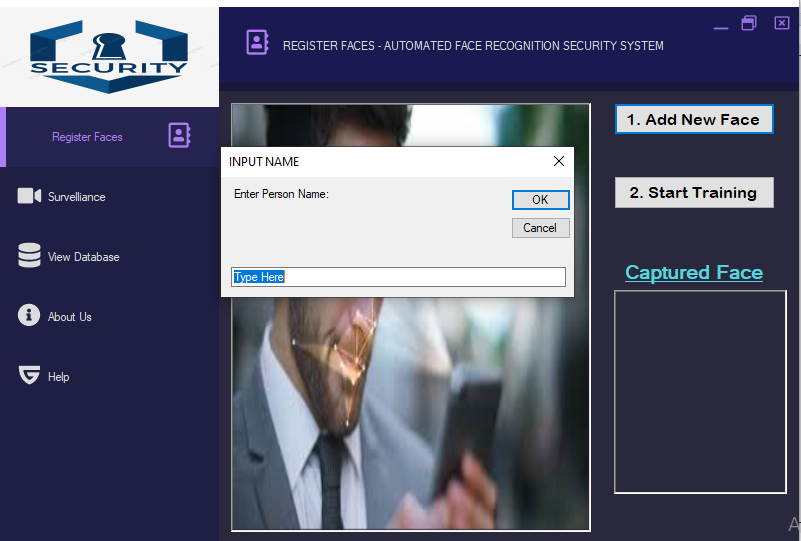 SECURITY
REGISTER FACES - AUTOMATED FACE RECOGNITION SECURITY SYSTEM
Register Faces
Survelliance
View Database
About Us
Help
INPUT NAME
Enter Person Name:
OK
Cancel
Type Here
1. Add New Face
2. Start Training
Captured Face
A